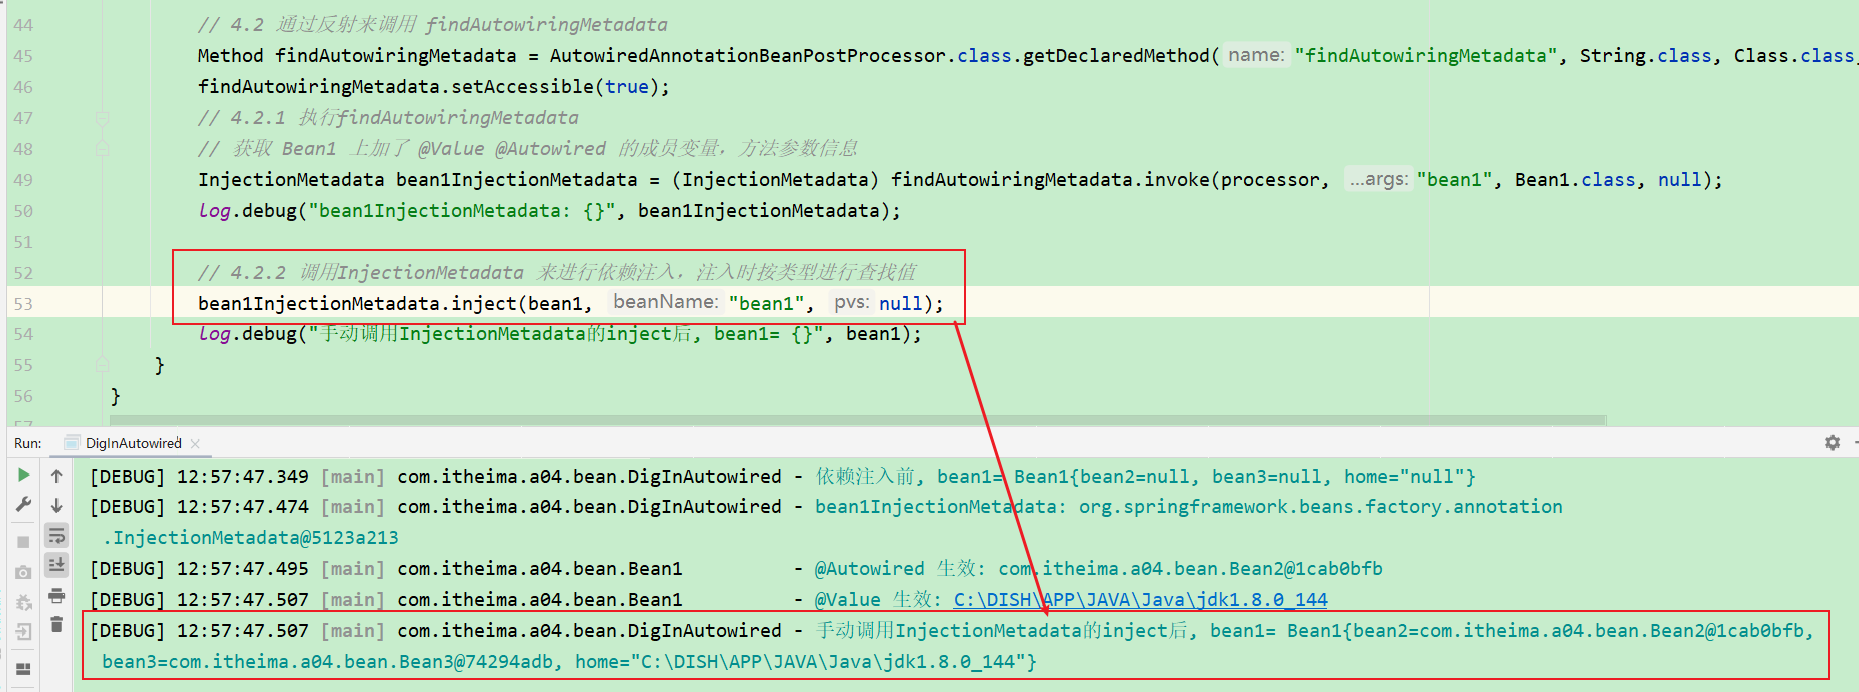 44 // 4.2 通过反射来调用 findAutowiringMetadata
45 Method findAutowiringMetadata = AutowiredAnnotationBeanPostProcessor.class.getDeclaredMethod( name: "findAutowiringMetadata", String.class, Class.class,
46 findAutowiringMetadata.setAccessible(true);
47 // 4.2.1 执行findAutowiringMetadata
48 // 获取 Bean1 上加了 @Value @Autowired 的成员变量，方法参数信息
49 InjectionMetadata bean1InjectionMetadata = (InjectionMetadata) findAutowiringMetadata.invoke(processor, ...args: "bean1", Bean1.class, null);
50 log.debug("bean1InjectionMetadata: {}", bean1InjectionMetadata);
51
52 // 4.2.2 调用InjectionMetadata 来进行依赖注入，注入时按类型进行查找值
53 bean1InjectionMetadata.inject(bean1, beanName: "bean1", pvs: null);
54 log.debug("手动调用InjectionMetadata的inject后, bean1= {}", bean1);
55 }
56 }
57
Run: DigInAutowired
[DEBUG] 12:57:47.349 [main] com.itheima.a04.bean.DigInAutowired - 依赖注入前, bean1= Bean1{bean2=null, bean3=null, home="null"}
[DEBUG] 12:57:47.474 [main] com.itheima.a04.bean.DigInAutowired - bean1InjectionMetadata: org.springframework.beans.factory.annotation
.InjectionMetadata@5123a213
[DEBUG] 12:57:47.495 [main] com.itheima.a04.bean.Bean1 - @Autowired 生效: com.itheima.a04.bean.Bean2@1cab0bfb
[DEBUG] 12:57:47.507 [main] com.itheima.a04.bean.Bean1 - @Value 生效: C:\DISH\APP\JAVA\Java\jdk1.8.0_144
[DEBUG] 12:57:47.507 [main] com.itheima.a04.bean.DigInAutowired - 手动调用InjectionMetadata的inject后, bean1= Bean1{bean2=com.itheima.a04.bean.Bean2@1cab0bfb,
bean3=com.itheima.a04.bean.Bean3@74294adb, home="C:\DISH\APP\JAVA\Java\jdk1.8.0_144"}